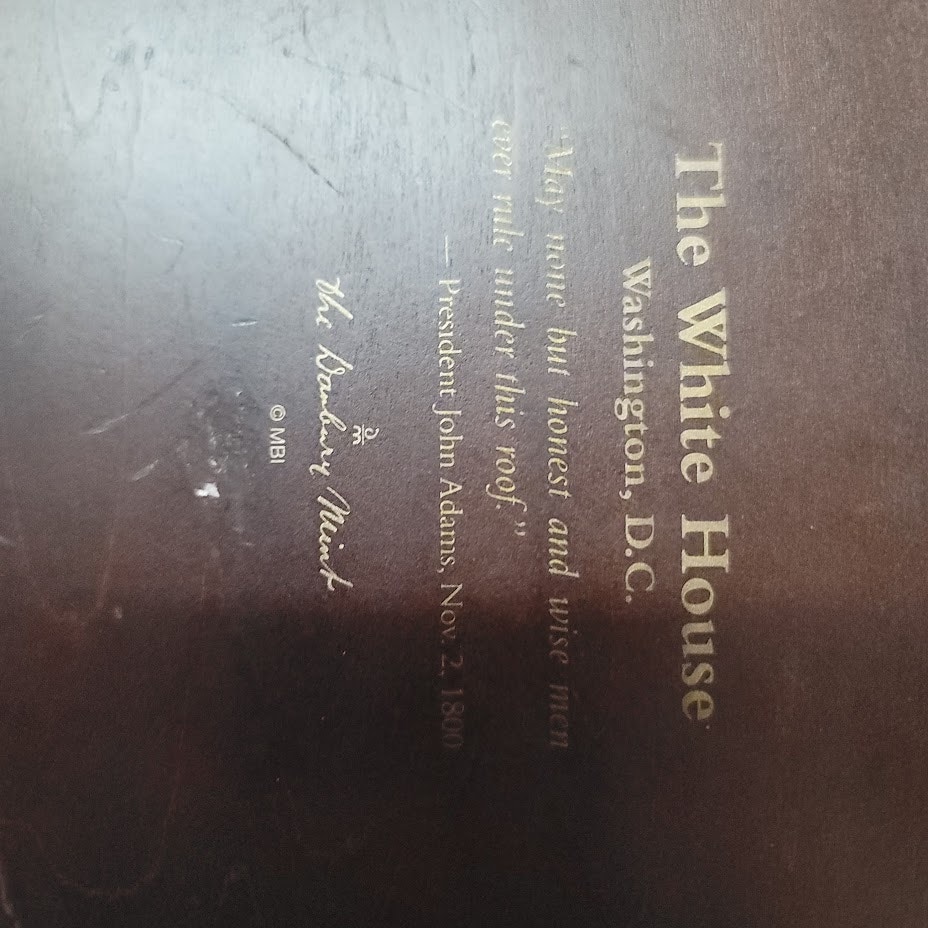 The White House
Washington, D.C.
"May none but honest and wise men
ever rule under this roof."
— President John Adams, Nov. 2, 1800
dm
The Danbury Mint
© MBI